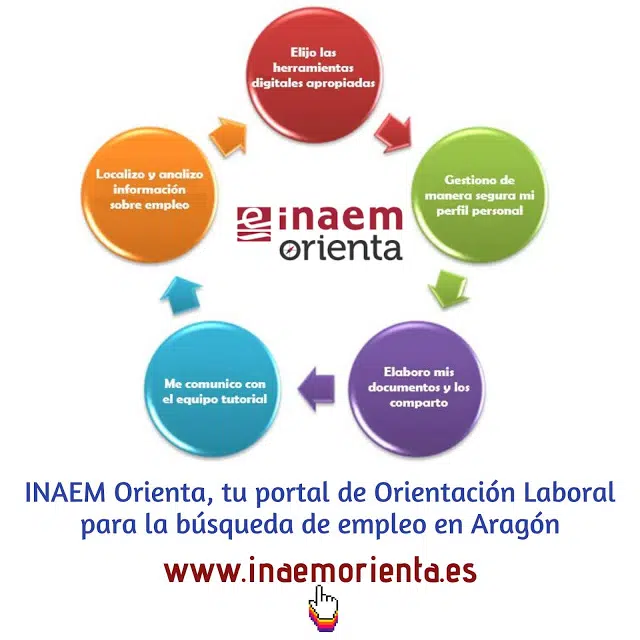 Elijo las
herramientas
digitales apropiadas
Gestiono de
manera segura mi
perfil personal
Elaboro mis
documentos y los
comparto
Me comunico con
el equipo tutorial
Localizo y analizo
información
sobre empleo
inaem
orienta
INAEM Orienta, tu portal de Orientación Laboral
para la búsqueda de empleo en Aragón
www.inaemorienta.es